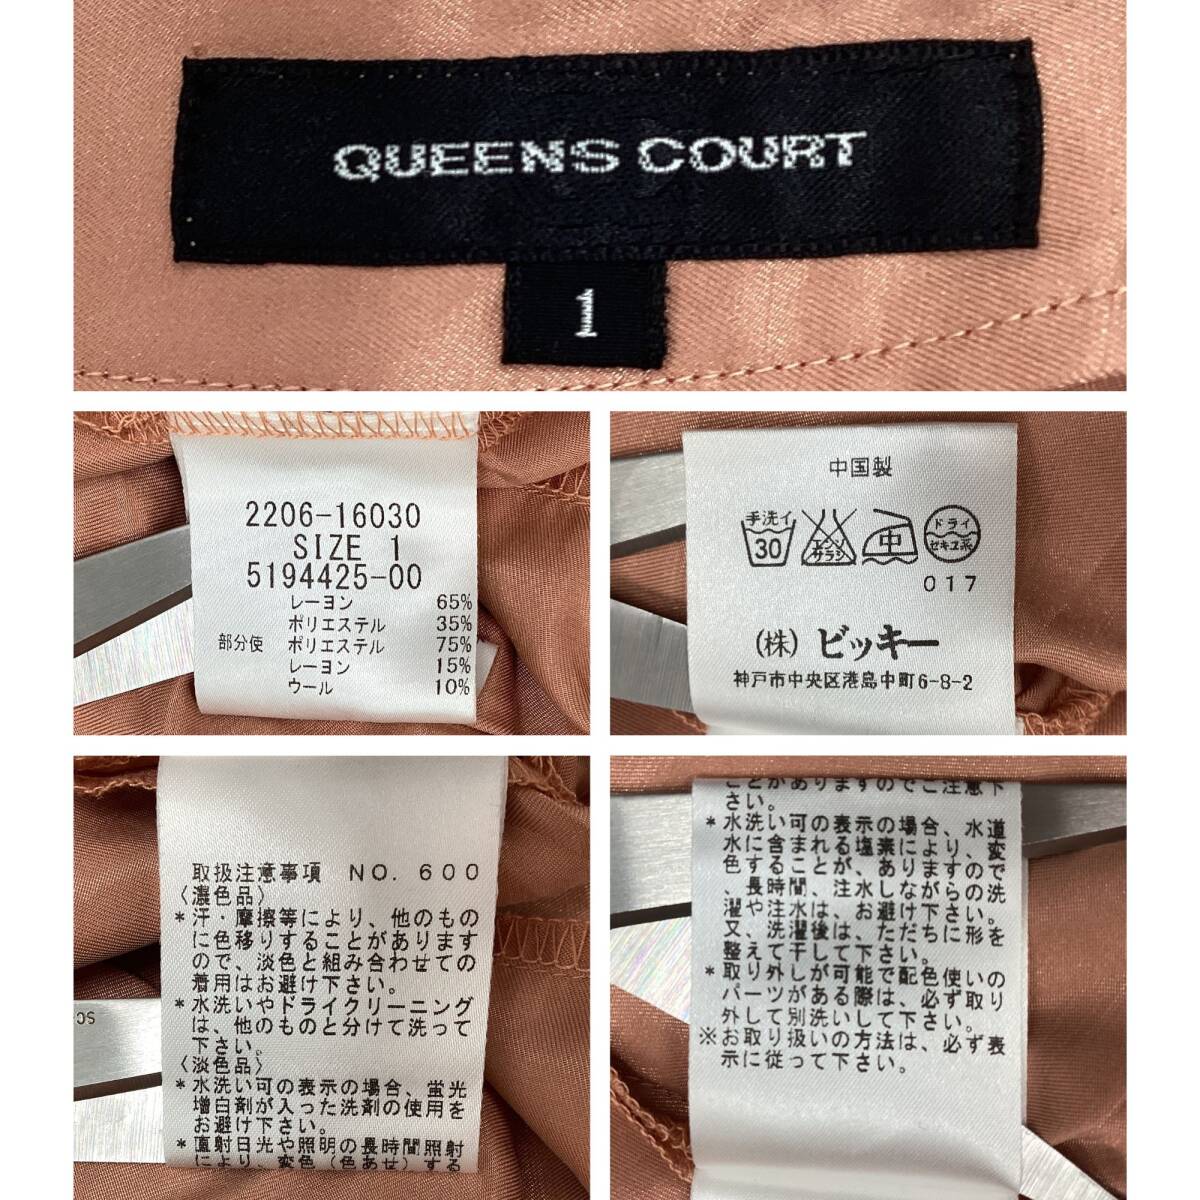 QUEENS COURT
1
2206-16030
SIZE 1
5194425-00
レーヨン 65%
ポリエステル 35%
部分使 ポリエステル 75%
レーヨン 15%
ウール 10%
中国製
手洗イ 30 エンソサラシ 中 ドライ セキユ系
017
(株) ビッキー
神戸市中央区港島中町6-8-2
取扱注意事項 NO. 600
〈濃色品〉
*汗・摩擦等により、他のもの
に色移りすることがあります
ので、淡色と組み合わせての
着用はお避け下さい。
*水洗いやドライクリーニング
は、他のものと分けて洗って
下さい。
〈淡色品〉
*水洗い可の表示の場合、蛍光
増白剤が入った洗剤の使用を
お避け下さい。
*直射日光や照明の長時間照射
により、変色(色あせ)する
ことがありますのでご注意下
さい。
*水洗い可の表示の場合、水道
水に含まれる塩素により、変
色することが、ありますので
、長時間、注水しながらの洗
濯や注水は、お避け下さい。
又、洗濯後は、ただちに形を
整えて干して下さい。
*取り外しが可能で配色使いの
パーツがある際は、必ず取り
外して別洗いして下さい。
※お取り扱いの方法は、必ず表
示に従って下さい。